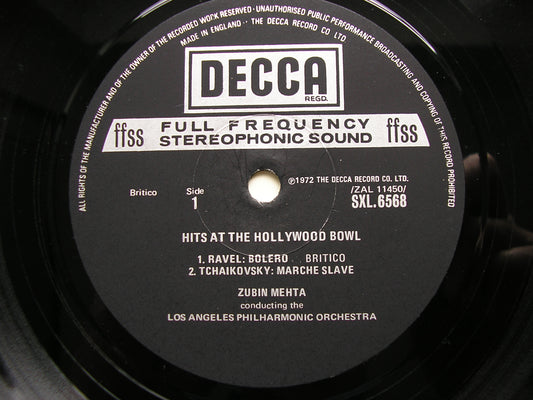 ALL RIGHTS OF THE MANUFACTURER AND OF THE OWNER OF THE RECORDED WORK RESERVED · UNAUTHORISED PUBLIC PERFORMANCE BROADCASTING AND COPYING OF THIS RECORD PROHIBITED
MADE IN ENGLAND · · THE DECCA RECORD CO LTD
DECCA
REGD.
ffss FULL FREQUENCY STEREOPHONIC SOUND ffss
℗1972 THE DECCA RECORD CO. LTD.
Britico Side 1 /ZAL 11450/
SXL.6568
HITS AT THE HOLLYWOOD BOWL
1. RAVEL: BOLERO . . BRITICO
2. TCHAIKOVSKY: MARCHE SLAVE
ZUBIN MEHTA
conducting the
LOS ANGELES PHILHARMONIC ORCHESTRA